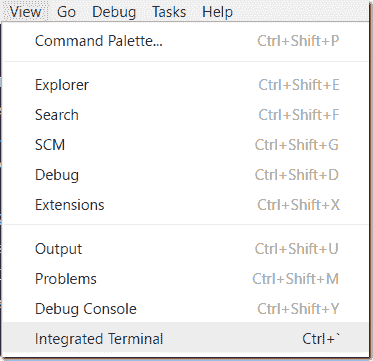 View Go Debug Tasks Help
Command Palette... Ctrl+Shift+P
Explorer Ctrl+Shift+E
Search Ctrl+Shift+F
SCM Ctrl+Shift+G
Debug Ctrl+Shift+D
Extensions Ctrl+Shift+X
Output Ctrl+Shift+U
Problems Ctrl+Shift+M
Debug Console Ctrl+Shift+Y
Integrated Terminal Ctrl+`